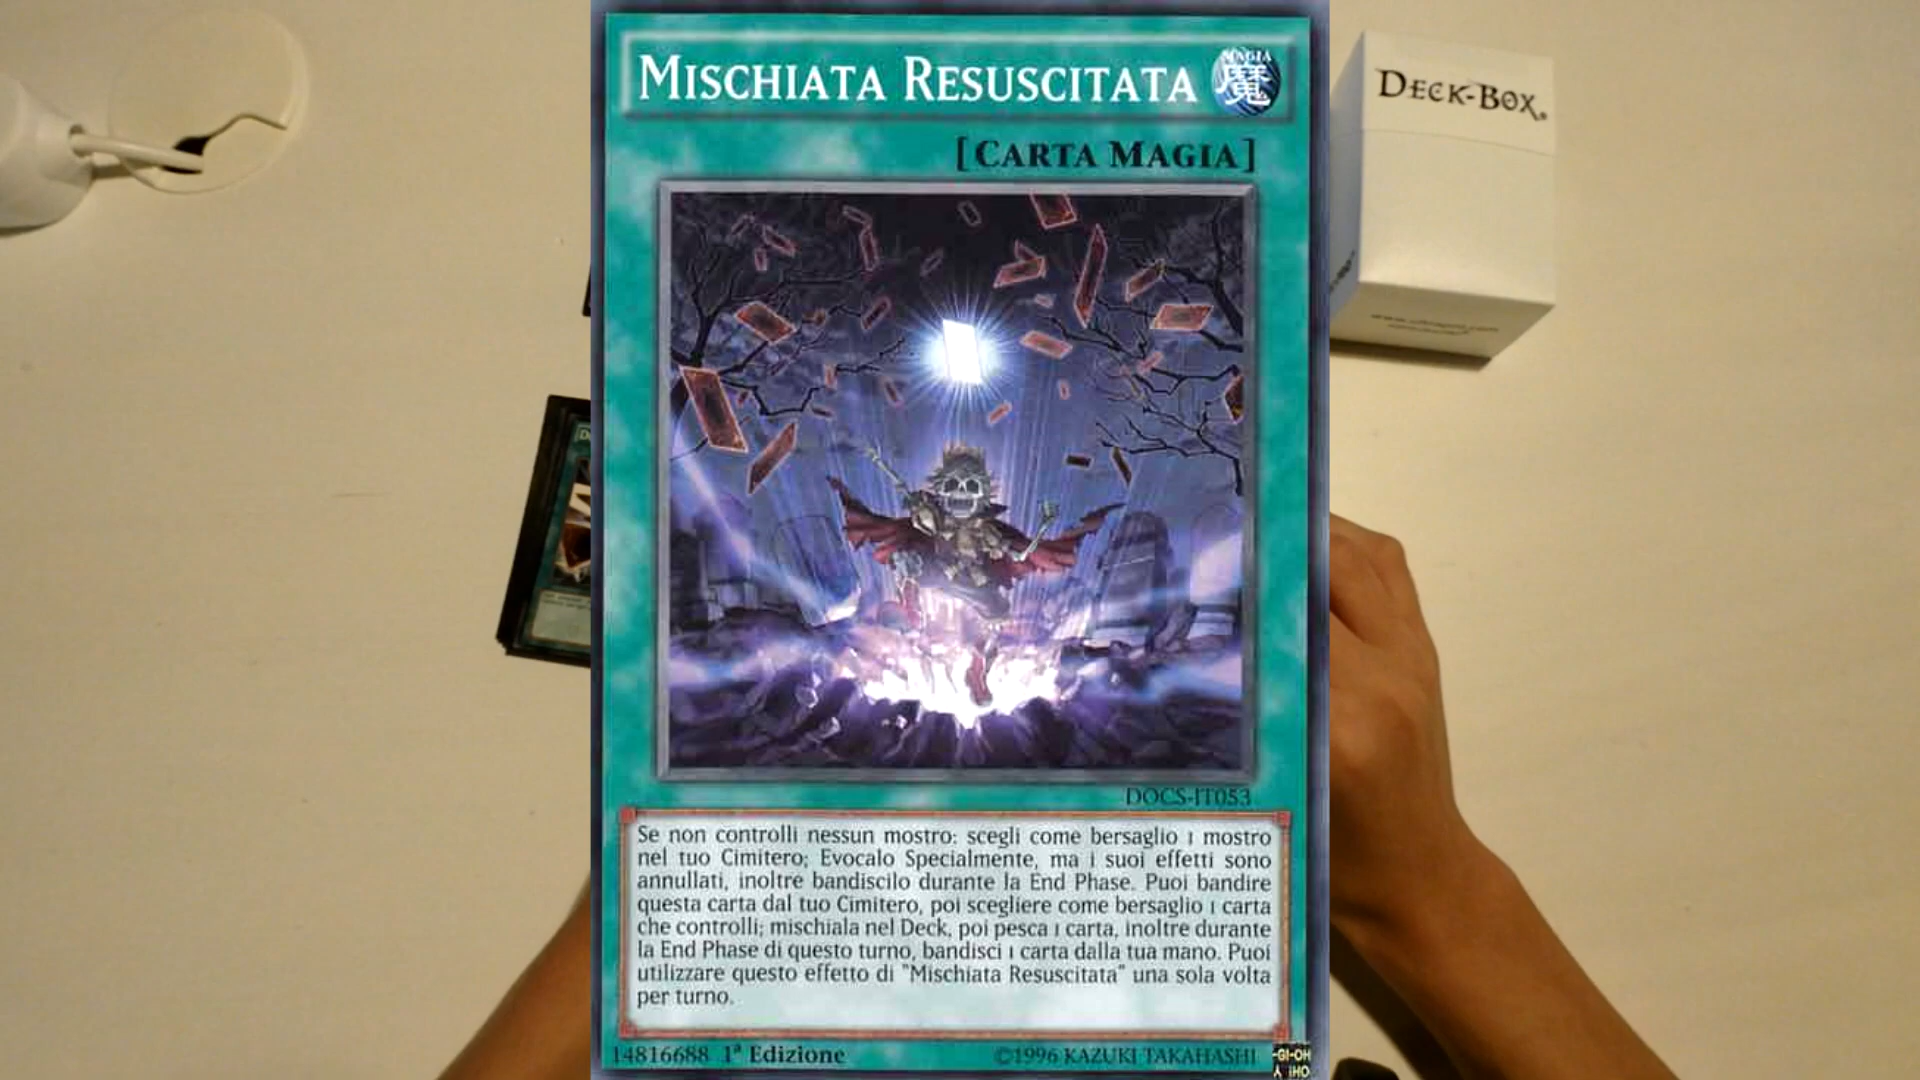 MISCHIATA RESUSCITATA
MAGIA
魔
[CARTA MAGIA]
DECK-BOX®
DOCS-IT053
Se non controlli nessun mostro: scegli come bersaglio 1 mostro
nel tuo Cimitero; Evocalo Specialmente, ma i suoi effetti sono
annullati, inoltre bandiscilo durante la End Phase. Puoi bandire
questa carta dal tuo Cimitero, poi scegliere come bersaglio 1 carta
che controlli; mischiala nel Deck, poi pesca 1 carta, inoltre durante
la End Phase di questo turno, bandisci 1 carta dalla tua mano. Puoi
utilizzare questo effetto di "Mischiata Resuscitata" una sola volta
per turno.
14816688 1ª Edizione
©1996 KAZUKI TAKAHASHI